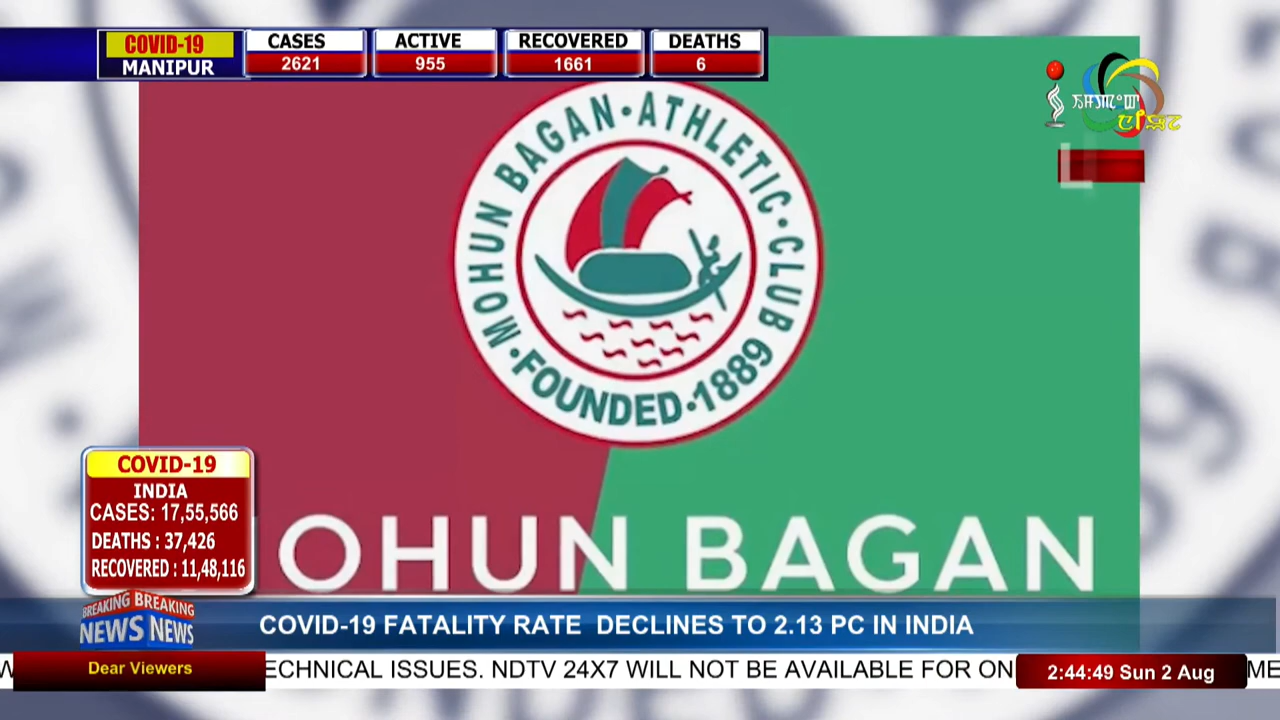 COVID-19
MANIPUR
CASES
2621
ACTIVE
955
RECOVERED
1661
DEATHS
6
MOHUN BAGAN • ATHLETIC • CLUB
• FOUNDED • 1889
COVID-19
INDIA
CASES: 17,55,566
DEATHS : 37,426
RECOVERED : 11,48,116
OHUN BAGAN
BREAKING BREAKING
NEWS NEWS
COVID-19 FATALITY RATE DECLINES TO 2.13 PC IN INDIA
Dear Viewers
ECHNICAL ISSUES. NDTV 24X7 WILL NOT BE AVAILABLE FOR ON
2:44:49 Sun 2 Aug
ME